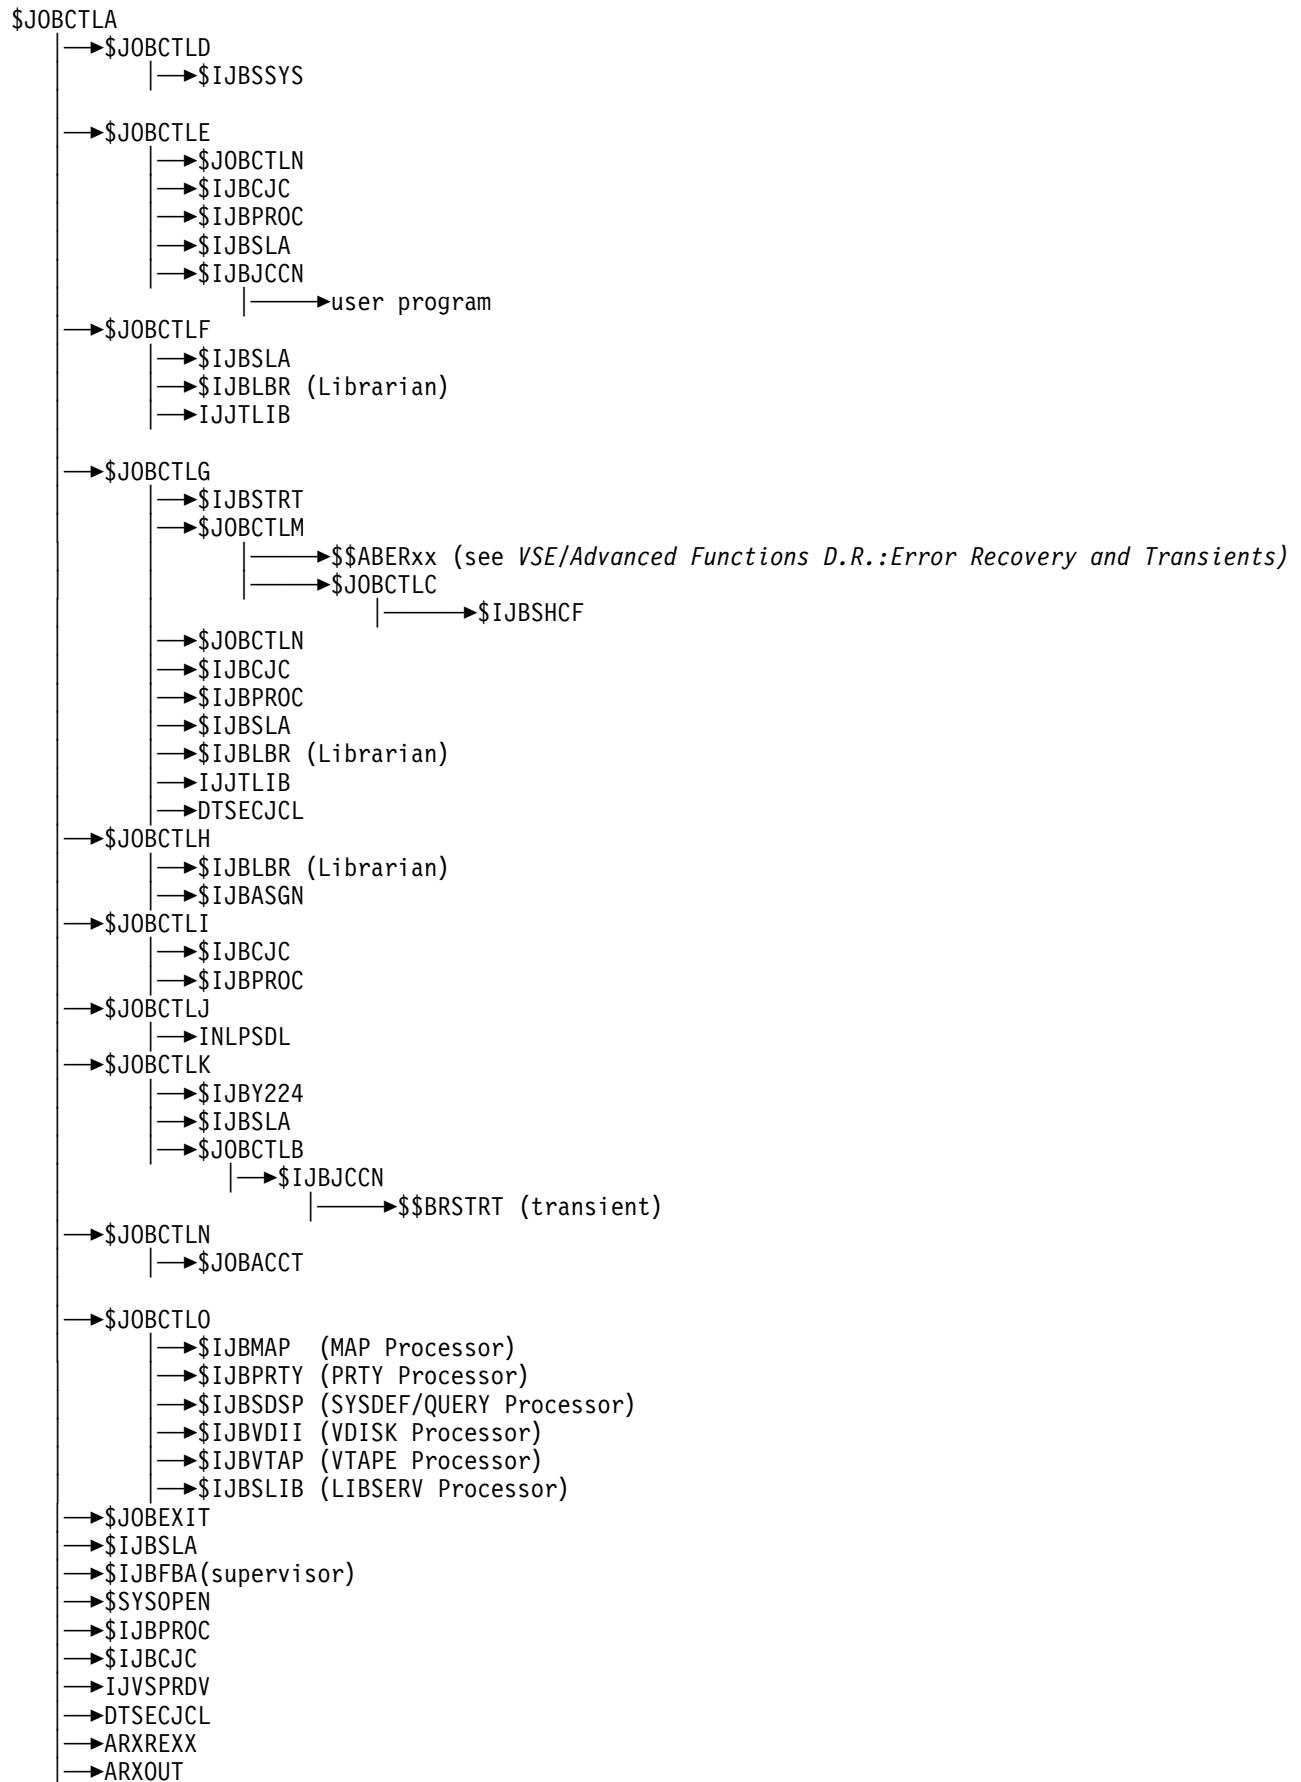 $JOBCTLA
$JOBCTLD
$IJBSSYS
$JOBCTLE
$JOBCTLN
$IJBCJC
$IJBPROC
$IJBSLA
$IJBJCCN
user program
$JOBCTLF
$IJBSLA
$IJBLBR (Librarian)
IJJTLIB
$JOBCTLG
$IJBSTRT
$JOBCTLM
$$ABERxx (see VSE/Advanced Functions D.R.:Error Recovery and Transients)
$JOBCTLC
$IJBSHCF
$JOBCTLN
$IJBCJC
$IJBPROC
$IJBSLA
$IJBLBR (Librarian)
IJJTLIB
DTSECJCL
$JOBCTLH
$IJBLBR (Librarian)
$IJBASGN
$JOBCTLI
$IJBCJC
$IJBPROC
$JOBCTLJ
INLPSDL
$JOBCTLK
$IJBY224
$IJBSLA
$JOBCTLB
$IJBJCCN
$$BRSTRT (transient)
$JOBCTLN
$JOBACCT
$JOBCTLO
$IJBMAP (MAP Processor)
$IJBPRTY (PRTY Processor)
$IJBSDSP (SYSDEF/QUERY Processor)
$IJBVDII (VDISK Processor)
$IJBVTAP (VTAPE Processor)
$IJBSLIB (LIBSERV Processor)
$JOBEXIT
$IJBSLA
$IJBFBA(supervisor)
$SYSOPEN
$IJBPROC
$IJBCJC
IJVSPRDV
DTSECJCL
ARXREXX
ARXOUT